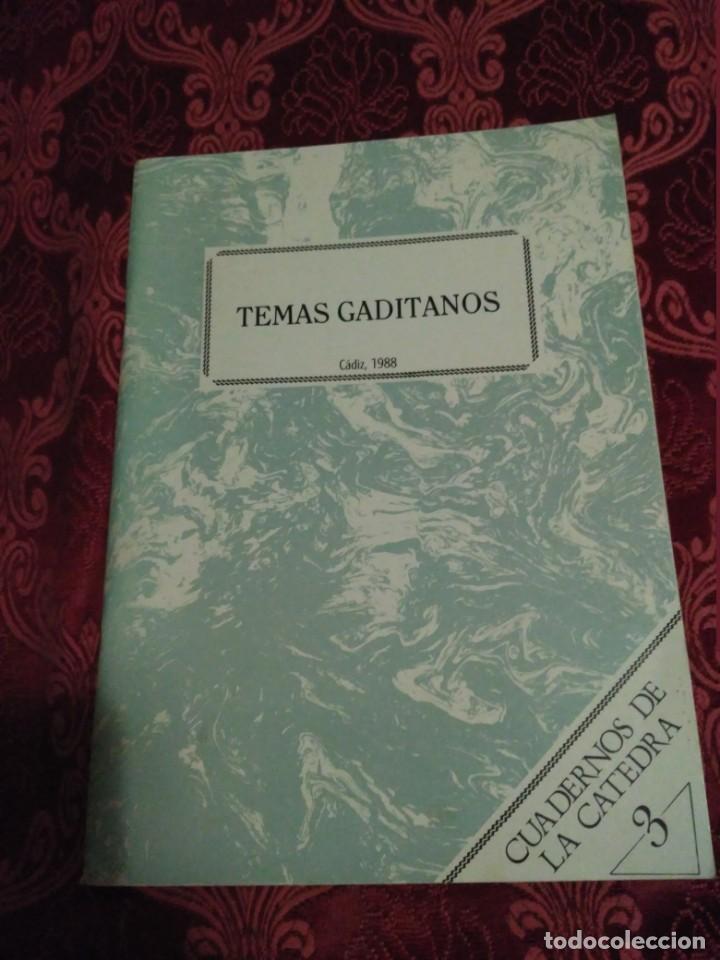 TEMAS GADITANOS
Cádiz, 1988
CUADERNOS DE
LA CATEDRA
3
todocoleccion